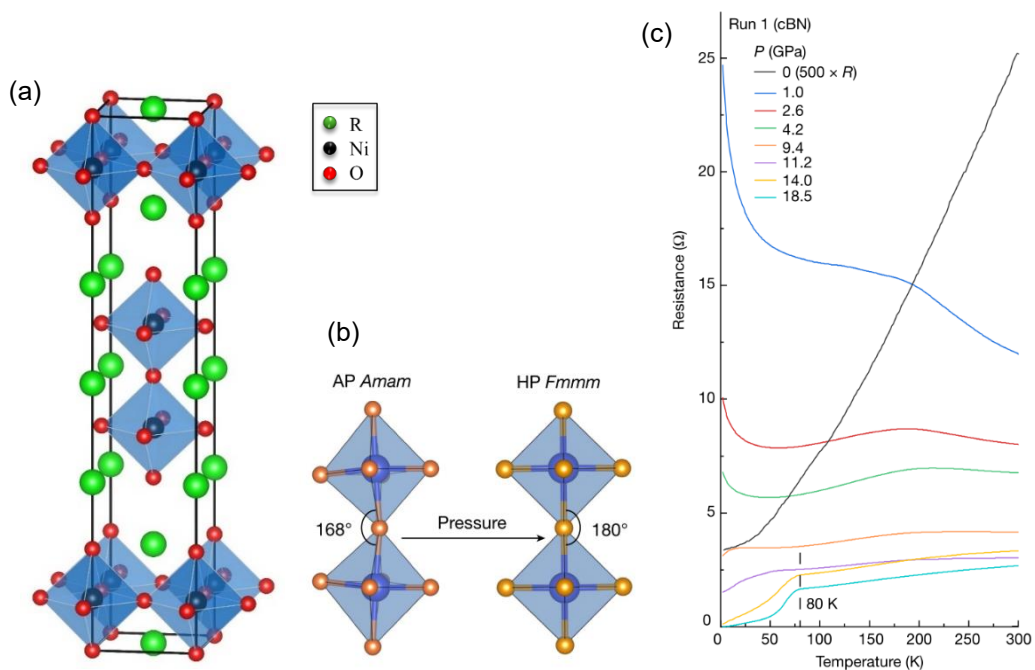 (a)
R
Ni
O
(b)
AP Amam
HP Fmmm
168°
Pressure
180°
(c)
Run 1 (cBN)
P (GPa)
0 (500 × R)
1.0
2.6
4.2
9.4
11.2
14.0
18.5
25
20
15
10
5
0
Resistance (Ω)
80 K
0
50
100
150
200
250
300
Temperature (K)